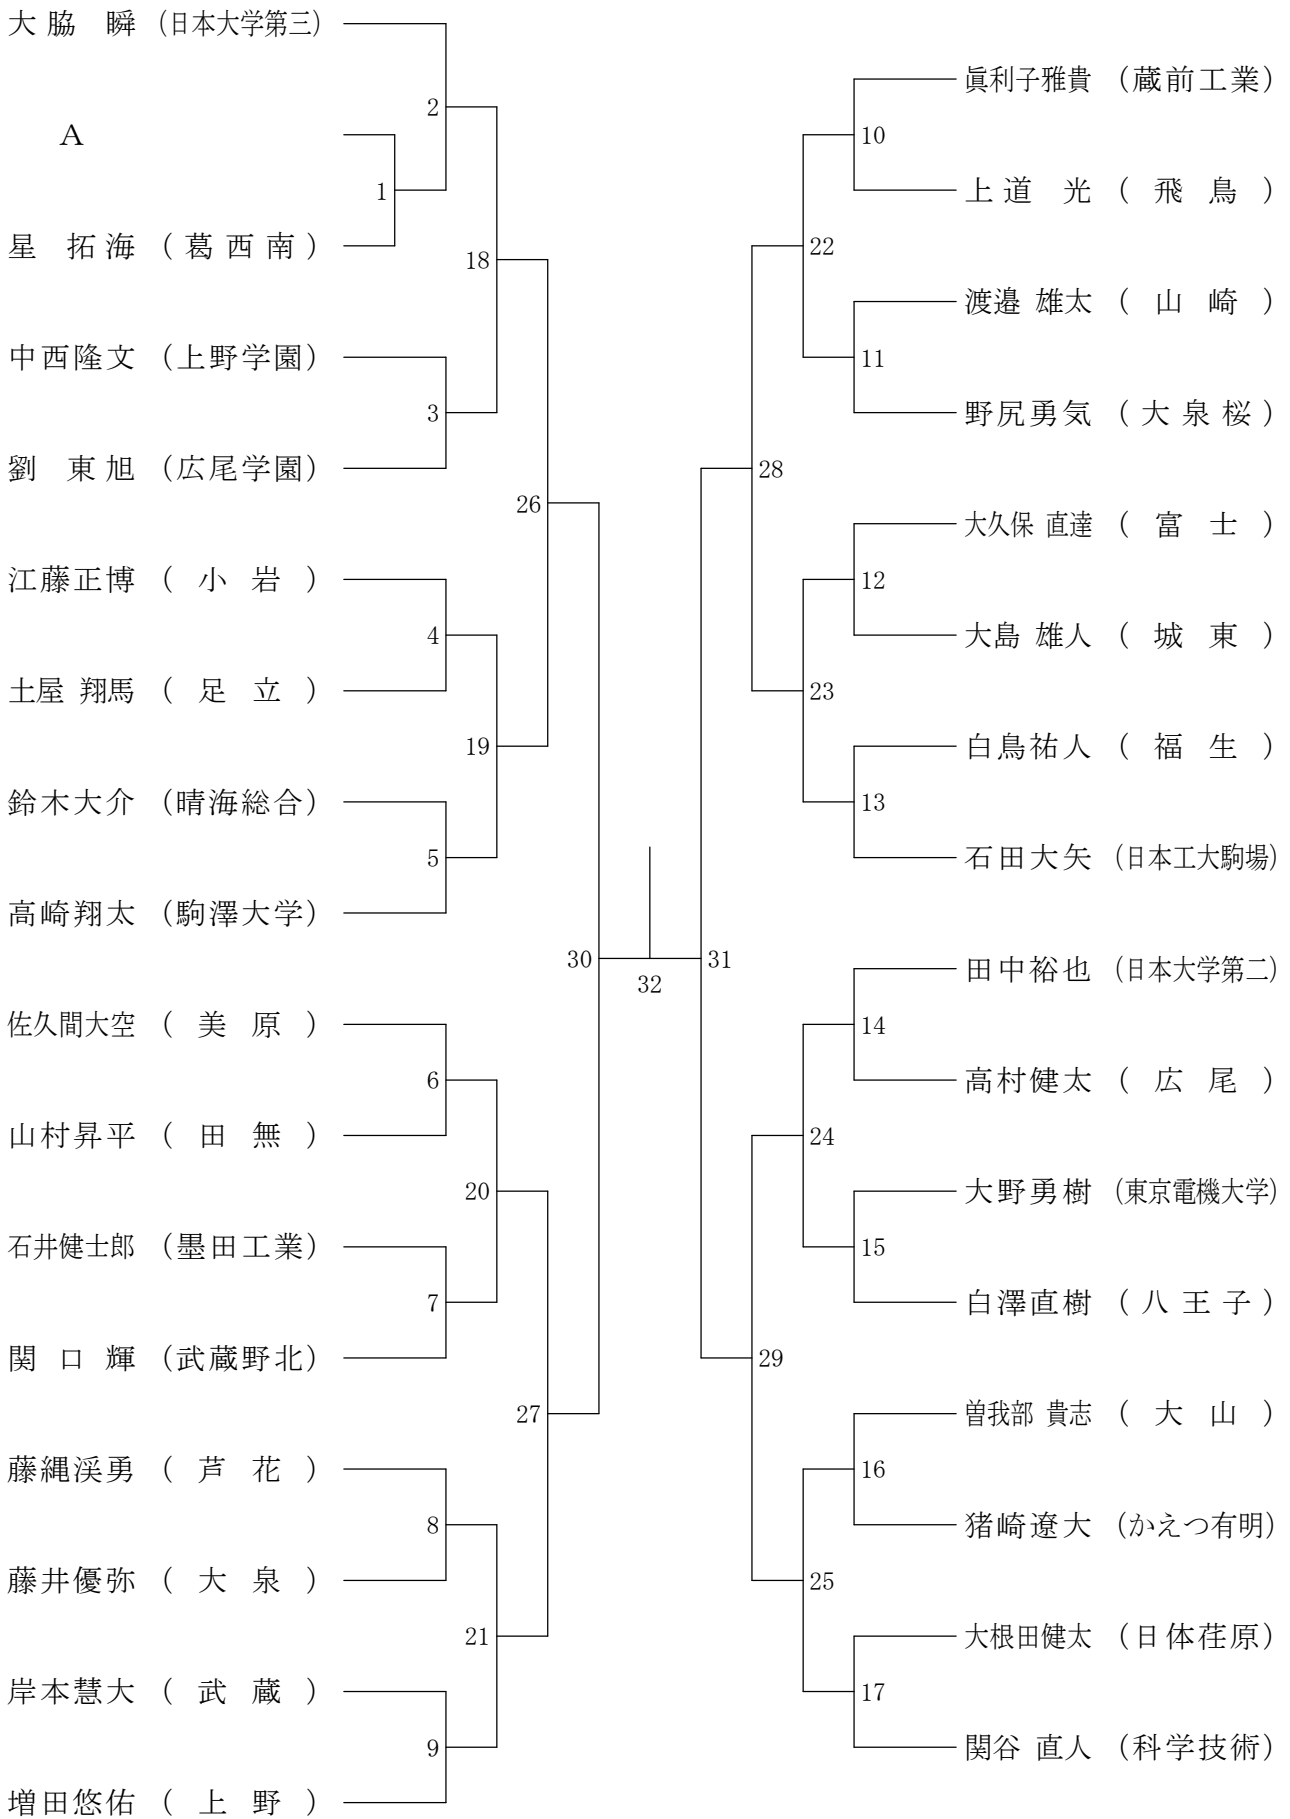 大脇 瞬 (日本大学第三)
2
A
1
星 拓海 (葛西南)
18
中西隆文 (上野学園)
3
劉 東旭 (広尾学園)
26
江藤正博 (小岩)
4
土屋 翔馬 (足立)
19
鈴木大介 (晴海総合)
5
高崎翔太 (駒澤大学)
30
32
佐久間大空 (美原)
6
山村昇平 (田無)
20
石井健士郎 (墨田工業)
7
関口輝 (武蔵野北)
27
藤縄渓勇 (芦花)
8
藤井優弥 (大泉)
21
岸本慧大 (武蔵)
9
増田悠佑 (上野)
眞利子雅貴 (蔵前工業)
10
上道 光 (飛鳥)
22
渡邉 雄太 (山崎)
11
野尻勇気 (大泉桜)
28
大久保 直達 (富士)
12
大島 雄人 (城東)
23
白鳥祐人 (福生)
13
石田大矢 (日本工大駒場)
31
田中裕也 (日本大学第二)
14
高村健太 (広尾)
24
大野勇樹 (東京電機大学)
15
白澤直樹 (八王子)
29
曽我部 貴志 (大山)
16
猪崎遼大 (かえつ有明)
25
大根田健太 (日体荏原)
17
関谷 直人 (科学技術)